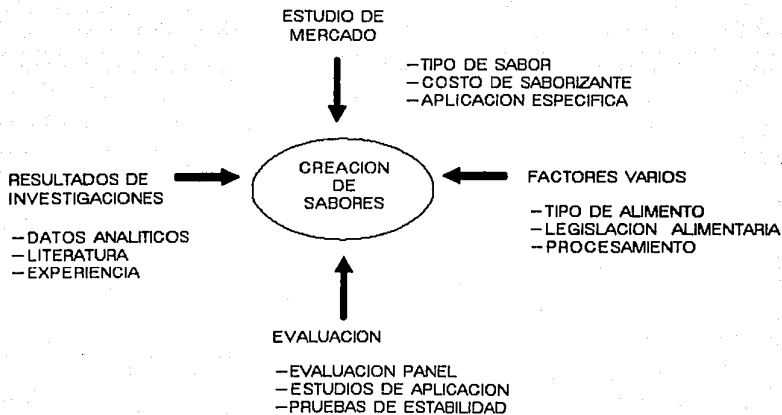 ESTUDIO DE
MERCADO
—TIPO DE SABOR
—COSTO DE SABORIZANTE
—APLICACION ESPECIFICA
RESULTADOS DE
INVESTIGACIONES
—DATOS ANALITICOS
—LITERATURA
—EXPERIENCIA
CREACION
DE
SABORES
FACTORES VARIOS
—TIPO DE ALIMENTO
—LEGISLACION ALIMENTARIA
—PROCESAMIENTO
EVALUACION
—EVALUACION PANEL
—ESTUDIOS DE APLICACION
—PRUEBAS DE ESTABILIDAD